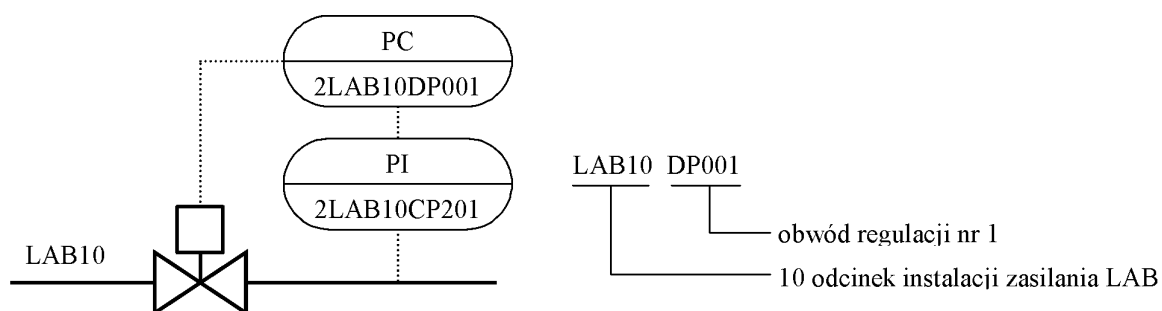 PC
2LAB10DP001
PI
2LAB10CP201
LAB10
LAB10 DP001
obwód regulacji nr 1
10 odcinek instalacji zasilania LAB